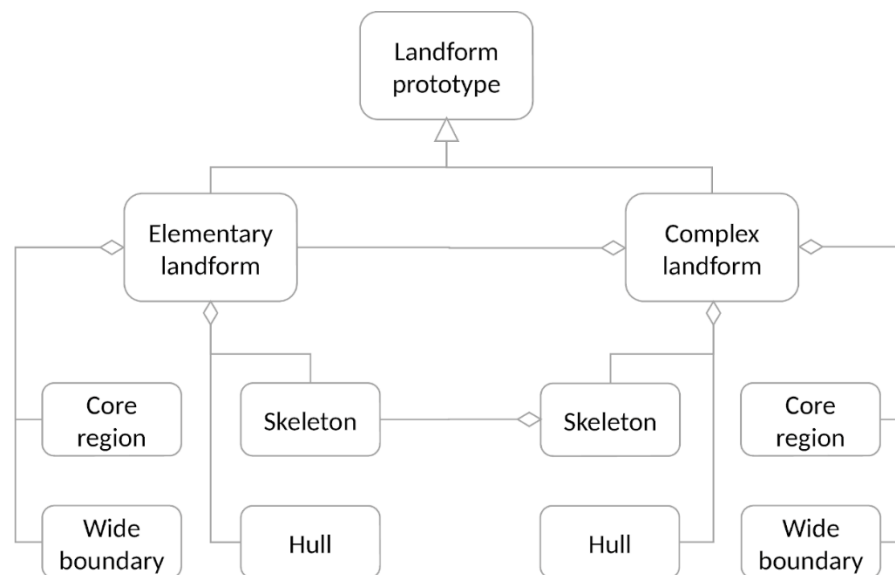 Landform
prototype
Elementary
landform
Complex
landform
Core
region
Skeleton
Skeleton
Core
region
Wide
boundary
Hull
Hull
Wide
boundary